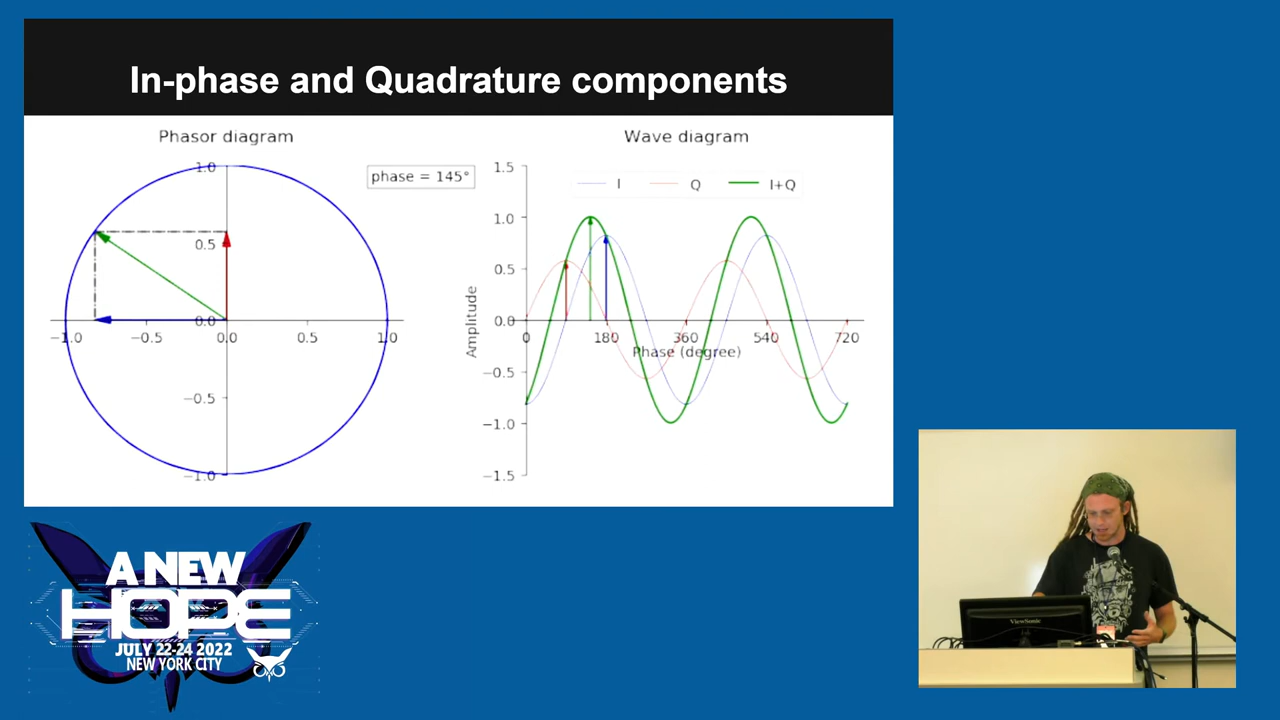 In-phase and Quadrature components
Phasor diagram
phase = 145°
1.0
0.5
0.0
−0.5
−1.0
−1.0
−0.5
0.0
0.5
1.0
Wave diagram
I
Q
I+Q
1.5
1.0
0.5
0.0
−0.5
−1.0
−1.5
Amplitude
0
180
360
540
720
Phase (degree)
A NEW
HOPE
JULY 22-24 2022
NEW YORK CITY
ViewSonic